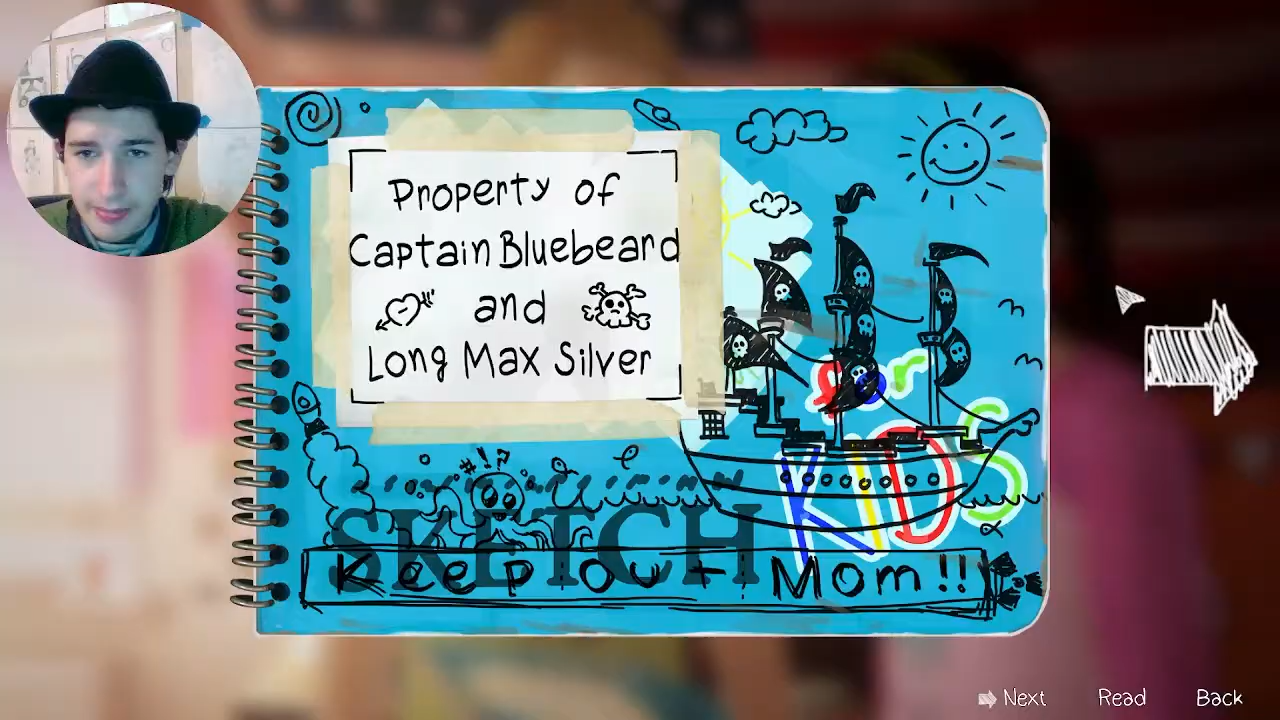 Property of
Captain Bluebeard
and
Long Max Silver
KIDS
SKETCH
Keep out Mom!!
Next Read Back